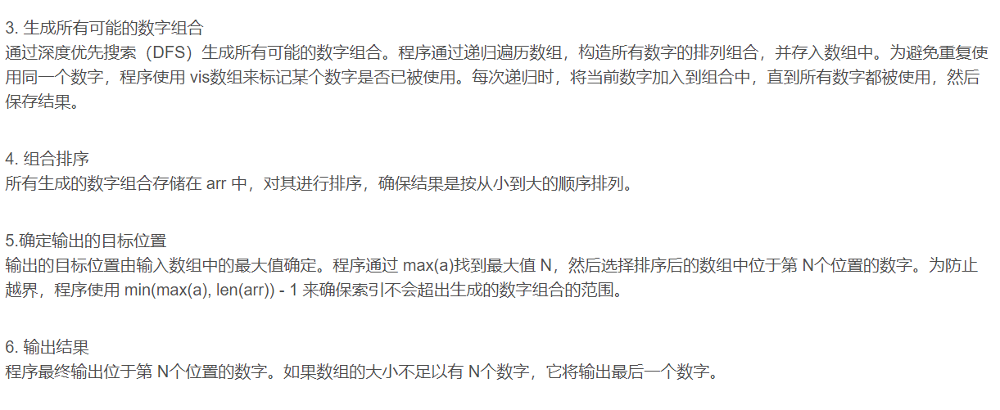 3. 生成所有可能的数字组合
通过深度优先搜索（DFS）生成所有可能的数字组合。程序通过递归遍历数组，构造所有数字的排列组合，并存入数组中。为避免重复使
用同一个数字，程序使用 vis数组来标记某个数字是否已被使用。每次递归时，将当前数字加入到组合中，直到所有数字都被使用，然后
保存结果。
4. 组合排序
所有生成的数字组合存储在 arr 中，对其进行排序，确保结果是按从小到大的顺序排列。
5.确定输出的目标位置
输出的目标位置由输入数组中的最大值确定。程序通过 max(a)找到最大值 N，然后选择排序后的数组中位于第 N个位置的数字。为防止
越界，程序使用 min(max(a), len(arr)) - 1 来确保索引不会超出生成的数字组合的范围。
6. 输出结果
程序最终输出位于第 N个位置的数字。如果数组的大小不足以有 N个数字，它将输出最后一个数字。